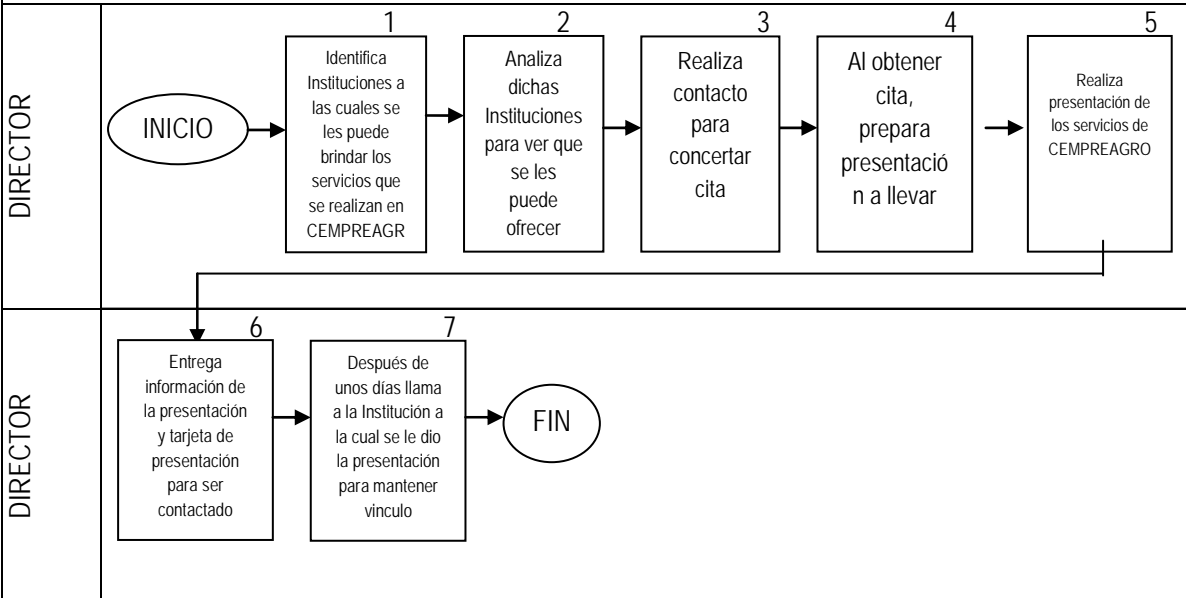 DIRECTOR
INICIO
1
Identifica
Instituciones a
las cuales se
les puede
brindar los
servicios que
se realizan en
CEMPREAGR
2
Analiza
dichas
Instituciones
para ver que
se les
puede
ofrecer
3
Realiza
contacto
para
concertar
cita
4
Al obtener
cita,
prepara
presentació
n a llevar
5
Realiza
presentación de
los servicios de
CEMPREAGRO
DIRECTOR
6
Entrega
información de
la presentación
y tarjeta de
presentación
para ser
contactado
7
Después de
unos días llama
a la Institución a
la cual se le dio
la presentación
para mantener
vinculo
FIN